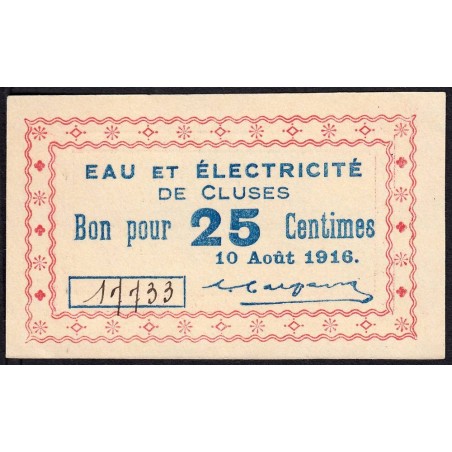 EAU ET ÉLECTRICITÉ
DE CLUSES
Bon pour 25 Centimes
10 Août 1916.
17733